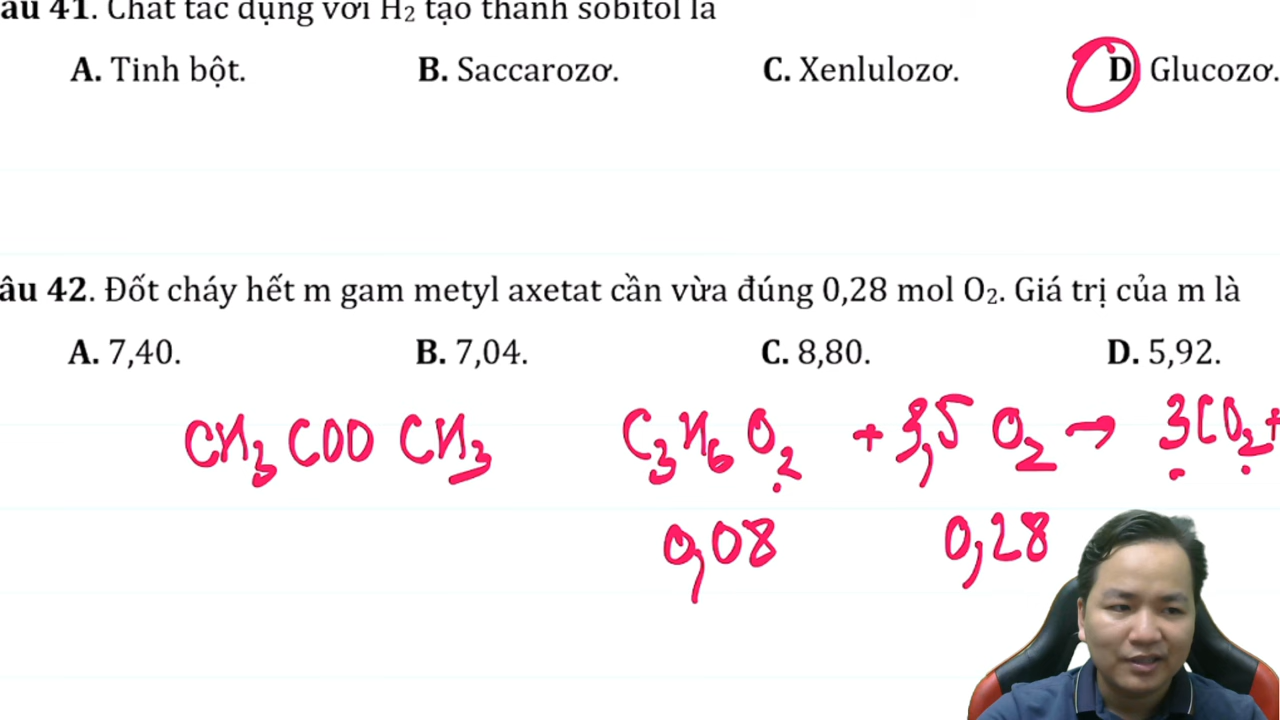 âu 41. Chất tác dụng với H₂ tạo thành sobitol là
A. Tinh bột. B. Saccarozơ. C. Xenlulozơ. D Glucozơ.
âu 42. Đốt cháy hết m gam metyl axetat cần vừa đúng 0,28 mol O₂. Giá trị của m là
A. 7,40. B. 7,04. C. 8,80. D. 5,92.
CH₃COOCH₃ C₃H₆O₂ + 3,5 O₂ → 3CO₂+
0,08 0,28